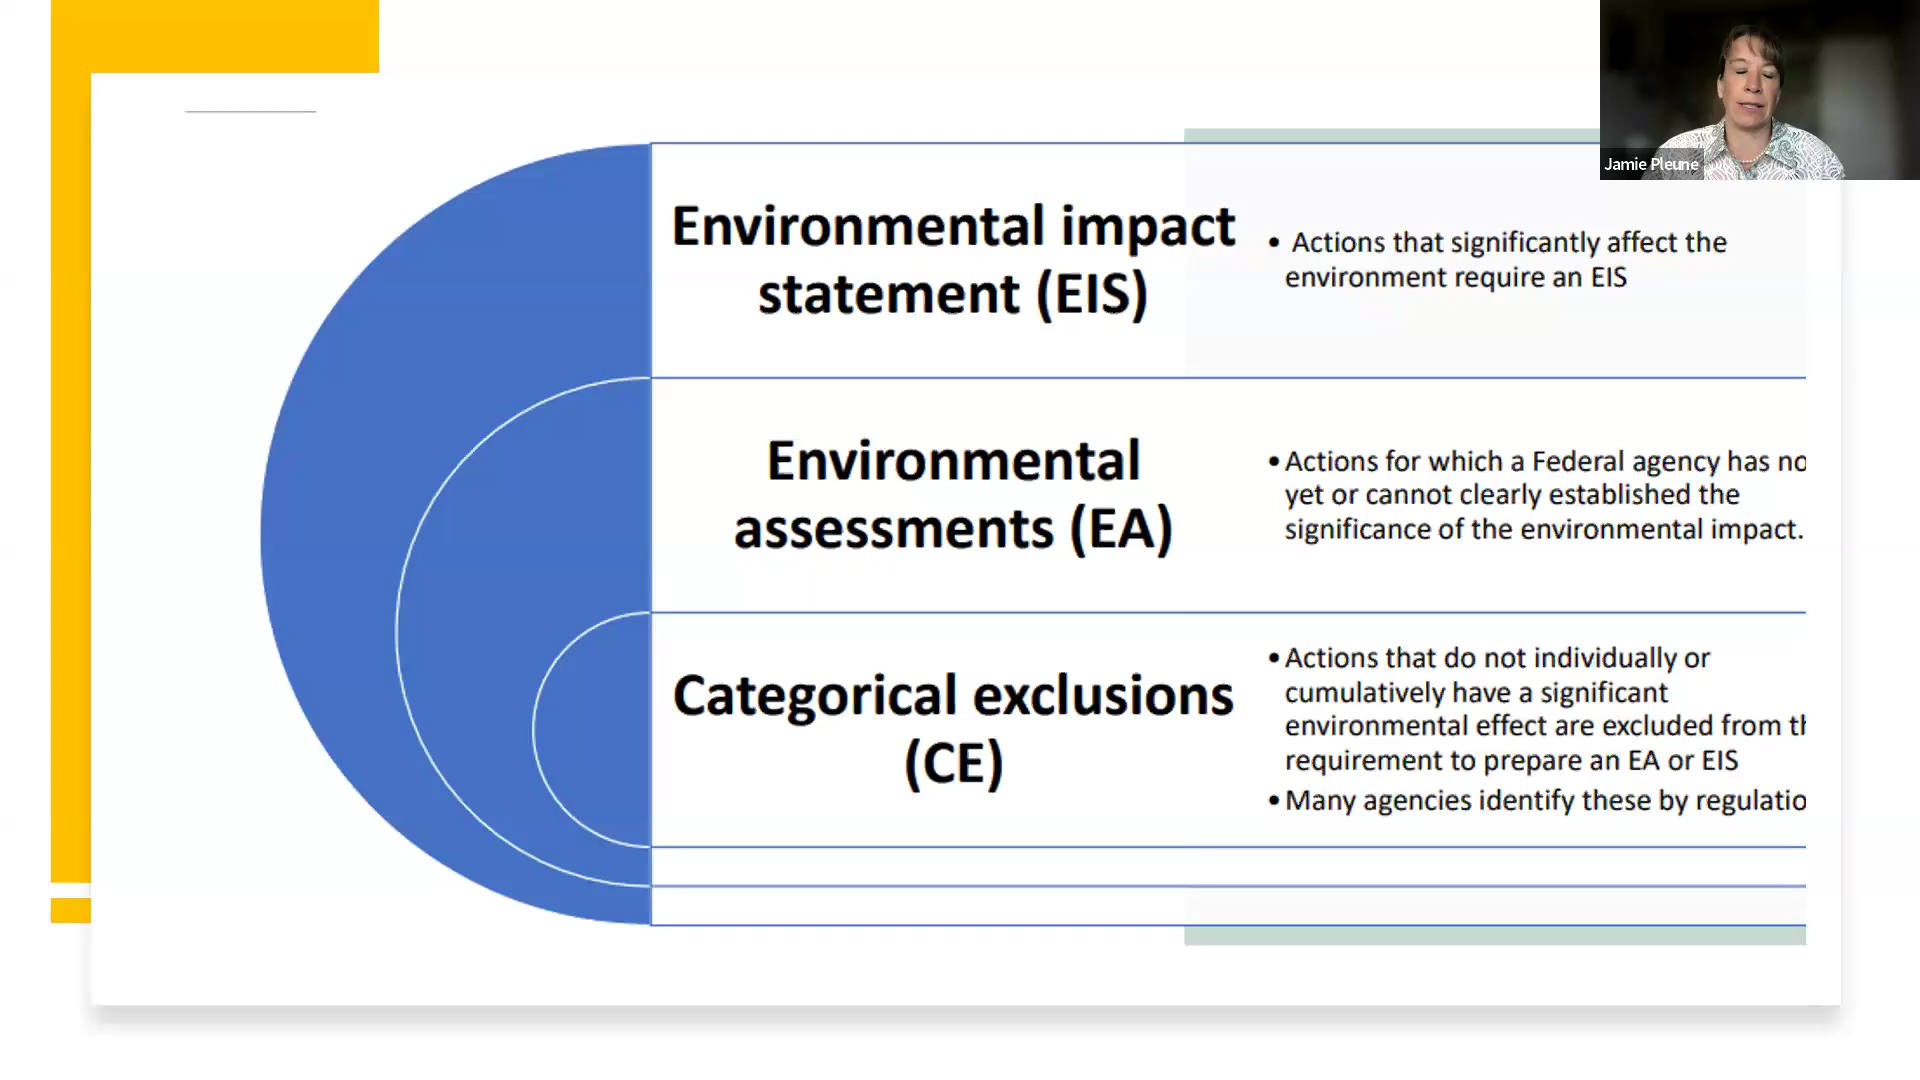 Jamie Pleune
Environmental impact
statement (EIS)
• Actions that significantly affect the
environment require an EIS
Environmental
assessments (EA)
• Actions for which a Federal agency has no
yet or cannot clearly established the
significance of the environmental impact.
Categorical exclusions
(CE)
• Actions that do not individually or
cumulatively have a significant
environmental effect are excluded from th
requirement to prepare an EA or EIS
• Many agencies identify these by regulatio